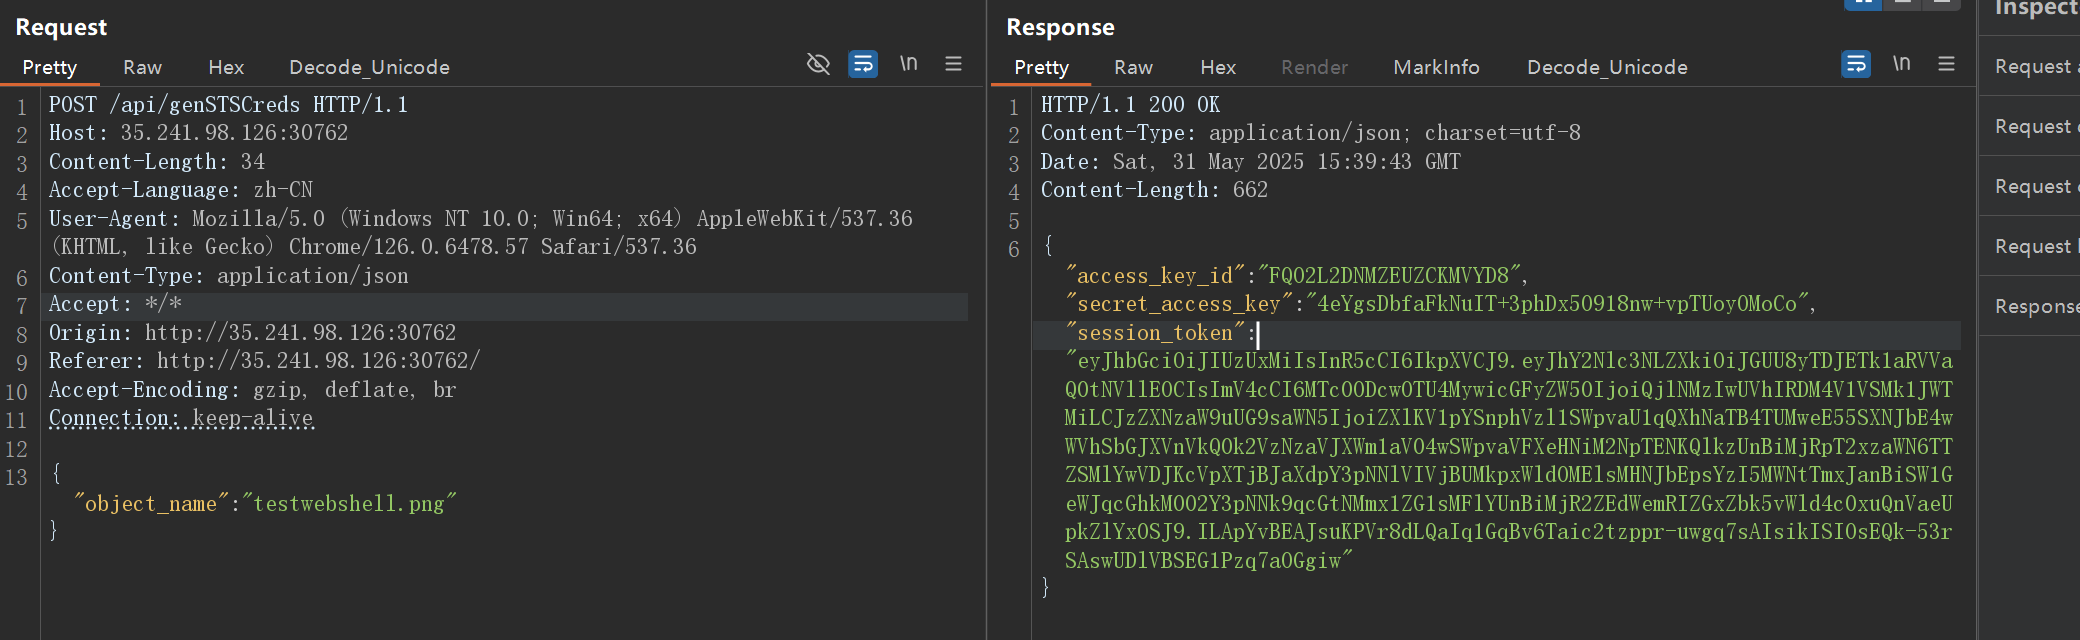 Request
Pretty Raw Hex Decode_Unicode \n
1 POST /api/genSTSCreds HTTP/1.1
2 Host: 35.241.98.126:30762
3 Content-Length: 34
4 Accept-Language: zh-CN
5 User-Agent: Mozilla/5.0 (Windows NT 10.0; Win64; x64) AppleWebKit/537.36
(KHTML, like Gecko) Chrome/126.0.6478.57 Safari/537.36
6 Content-Type: application/json
7 Accept: */*
8 Origin: http://35.241.98.126:30762
9 Referer: http://35.241.98.126:30762/
10 Accept-Encoding: gzip, deflate, br
11 Connection: keep-alive
12
13 {
"object_name":"testwebshell.png"
}
Response
Pretty Raw Hex Render MarkInfo Decode_Unicode \n
1 HTTP/1.1 200 OK
2 Content-Type: application/json; charset=utf-8
3 Date: Sat, 31 May 2025 15:39:43 GMT
4 Content-Length: 662
5
6 {
"access_key_id":"FQO2L2DNMZEUZCKMVYD8",
"secret_access_key":"4eYgsDbfaFkNuIT+3phDx50918nw+vpTUoyOMoCo",
"session_token":
"eyJhbGciOiJIUzUxMiIsInR5cCI6IkpXVCJ9.eyJhY2Nlc3NLZXkiOiJGUU8yTDJETk1aRVVa
Q0tNVllEOCIsImV4cCI6MTc0ODcwOTU4MywicGFyZW50IjoiQjlNMzIwUVhIRDM4V1VSMk1JWT
MiLCJzZXNzaW9uUG9saWN5IjoiZXlKV1pYSnphVzl1SWpvaU1qQXhNaTB4TUMweE55SXNJbE4w
WVhSbGJXVnVkQ0k2VzNzaVJXWm1aV04wSWpvaVFXeHNiM2NpTENKQlkzUnBiMjRpT2xzaWN6TT
ZSMlYwVDJKcVpXTjBJaXdpY3pNNlVIVjBUMkpxWldOMElsMHNJbEpsYzI5MWNtTmxJanBiSW1G
eWJqcGhkM002Y3pNNk9qcGtNMmx1ZG1sMFlYUnBiMjR2ZEdWemRIZGxZbk5vWld4c0xuQnVaeU
pkZlYxOSJ9.ILApYvBEAJsuKPVr8dLQaIq1GqBv6Taic2tzppr-uwgq7sAIsikISIOsEQk-53r
SAswUDlVBSEG1Pzq7aOGgiw"
}
Inspect
Request
Request
Request
Request
Response